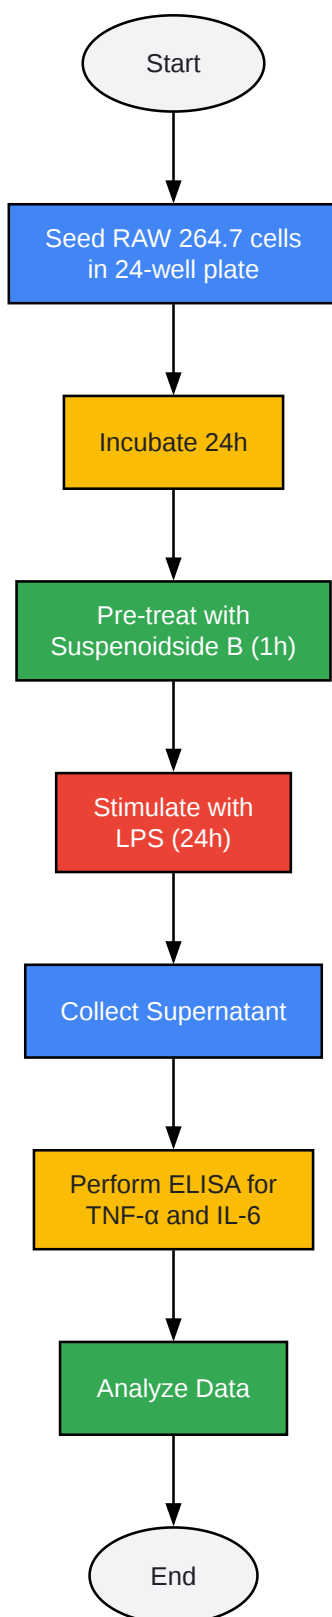 Start
Seed RAW 264.7 cells
in 24-well plate
Incubate 24h
Pre-treat with
Suspenoidside B (1h)
Stimulate with
LPS (24h)
Collect Supernatant
Perform ELISA for
TNF-α and IL-6
Analyze Data
End